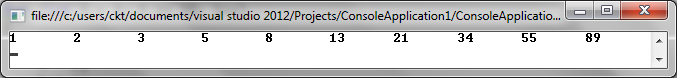 file:///c:/users/ckt/documents/visual studio 2012/Projects/ConsoleApplication1/ConsoleApplicatio...
1 2 3 5 8 13 21 34 55 89